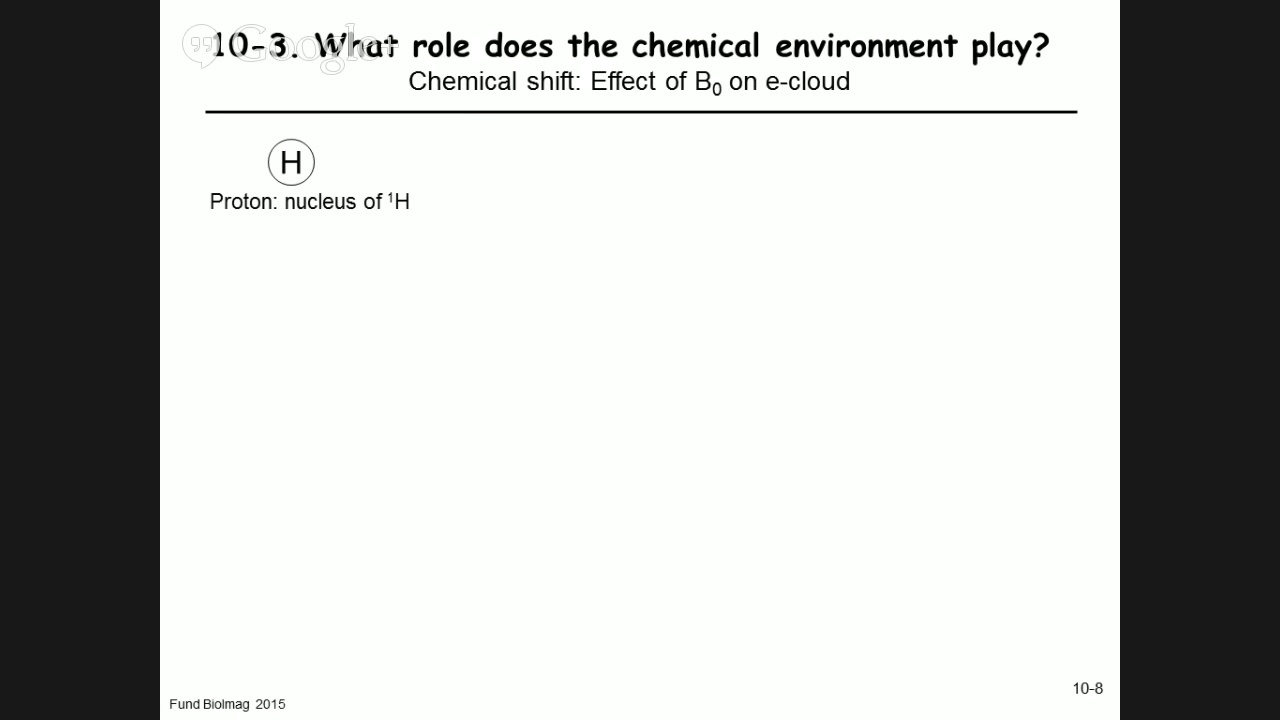 10-3. What role does the chemical environment play?
Google+
Chemical shift: Effect of B₀ on e-cloud
H
Proton: nucleus of ¹H
10-8
Fund BioImag 2015